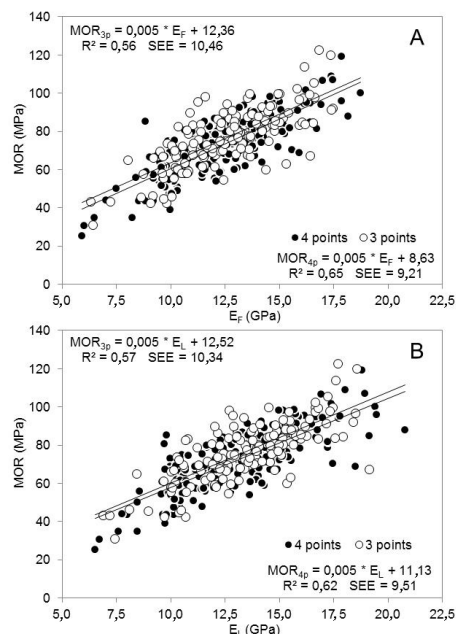 MOR3p = 0,005 * EF + 12,36
R² = 0,56 SEE = 10,46
A
140
120
100
80
60
40
20
0
MOR (MPa)
4 points 3 points
MOR4p = 0,005 * EF + 8,63
R² = 0,65 SEE = 9,21
5,0 7,5 10,0 12,5 15,0 17,5 20,0 22,5
EF (GPa)
MOR3p = 0,005 * EL + 12,52
R² = 0,57 SEE = 10,34
B
140
120
100
80
60
40
20
0
MOR (MPa)
4 points 3 points
MOR4p = 0,005 * EL + 11,13
R² = 0,62 SEE = 9,51
5,0 7,5 10,0 12,5 15,0 17,5 20,0 22,5
EL (GPa)